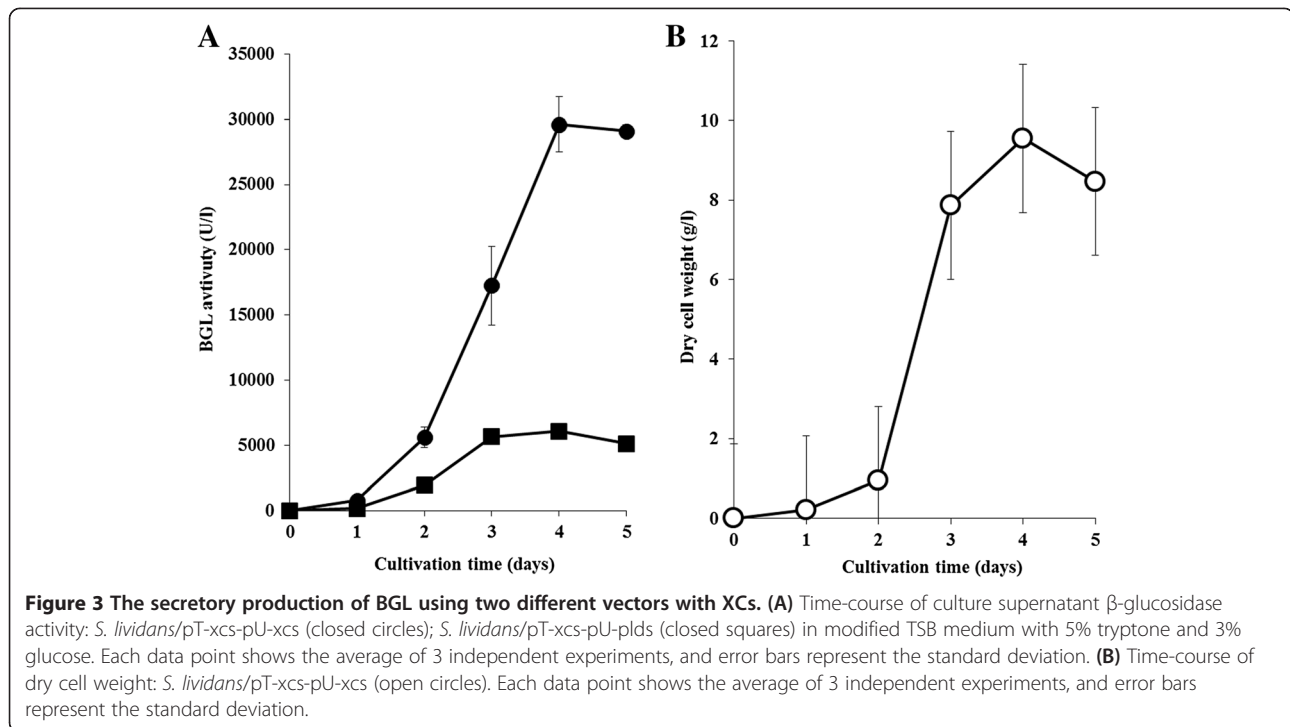 A
35000
30000
25000
20000
15000
10000
5000
0
BGL avtivuty (U/l)
0 1 2 3 4 5
Cultivation time (days)
B
12
10
8
6
4
2
0
Dry cell weight (g/l)
0 1 2 3 4 5
Cultivation time (days)
Figure 3 The secretory production of BGL using two different vectors with XCs. (A) Time-course of culture supernatant β-glucosidase
activity: S. lividans/pT-xcs-pU-xcs (closed circles); S. lividans/pT-xcs-pU-plds (closed squares) in modified TSB medium with 5% tryptone and 3%
glucose. Each data point shows the average of 3 independent experiments, and error bars represent the standard deviation. (B) Time-course of
dry cell weight: S. lividans/pT-xcs-pU-xcs (open circles). Each data point shows the average of 3 independent experiments, and error bars
represent the standard deviation.